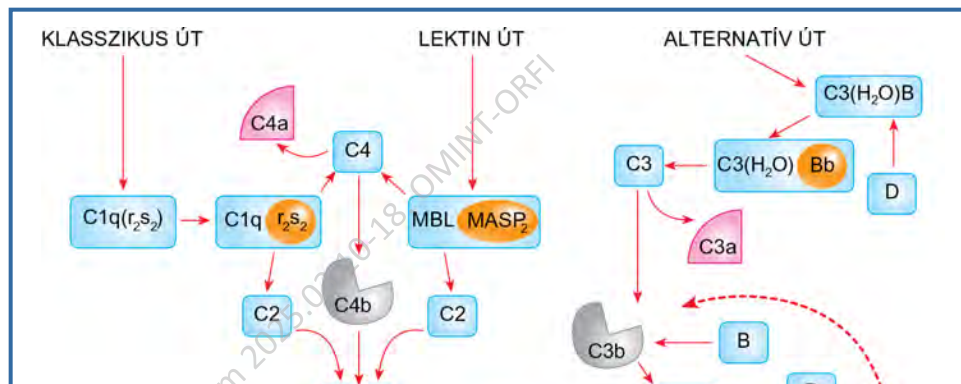 KLASSZIKUS ÚT
LEKTIN ÚT
ALTERNATÍV ÚT
C4a
C4
C3(H₂O)B
C3
C3(H₂O) Bb
D
C1q(r₂s₂)
C1q r₂s₂
MBL MASP₂
C3a
C2
C4b
C2
C3b
B